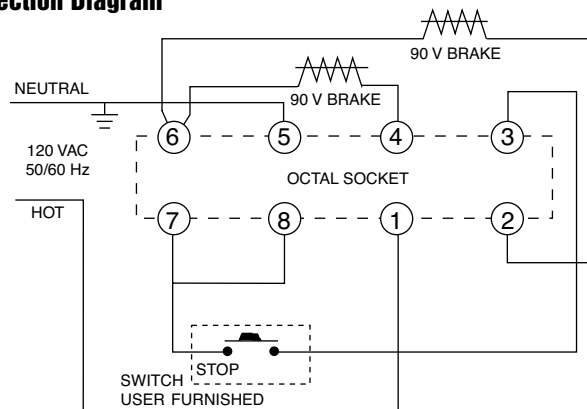 Diagram
90 V BRAKE
NEUTRAL
90 V BRAKE
6
5
4
3
120 VAC
50/60 Hz
OCTAL SOCKET
HOT
7
8
1
2
STOP
SWITCH
USER FURNISHED